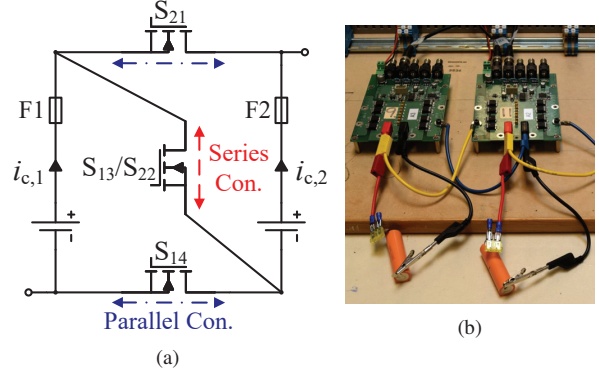 S21
F1
F2
ic,1
S13/S22
Series
Con.
ic,2
+
-
+
-
S14
Parallel Con.
(a)
(b)